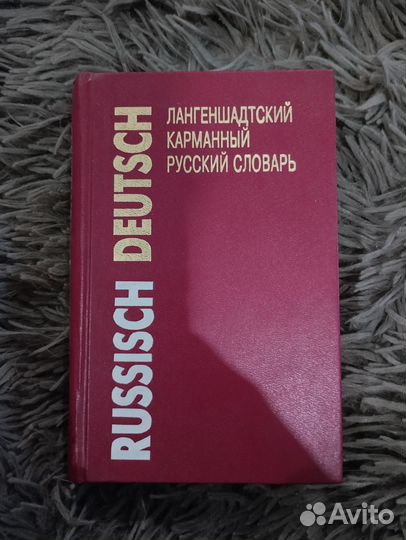 RUSSISCH DEUTSCH
ЛАНГЕНШАДТСКИЙ
КАРМАННЫЙ
РУССКИЙ СЛОВАРЬ
Avito